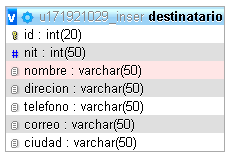 v u171921029_inser destinatario
id : int(20)
# nit : int(50)
nombre : varchar(50)
direcion : varchar(50)
telefono : varchar(50)
correo : varchar(50)
ciudad : varchar(50)